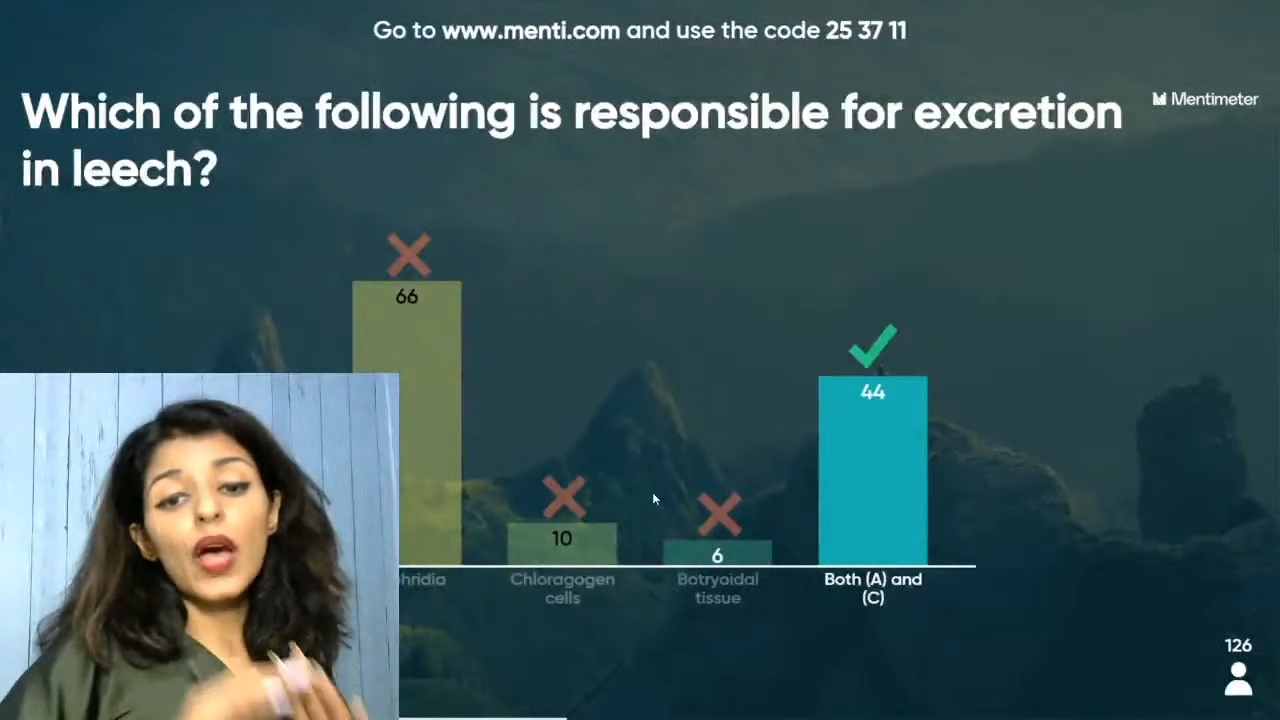 Go to www.menti.com and use the code 25 37 11
Which of the following is responsible for excretion
in leech?
Mentimeter
66
44
10
6
hridia
Chloragogen
cells
Botryoidal
tissue
Both (A) and
(C)
126